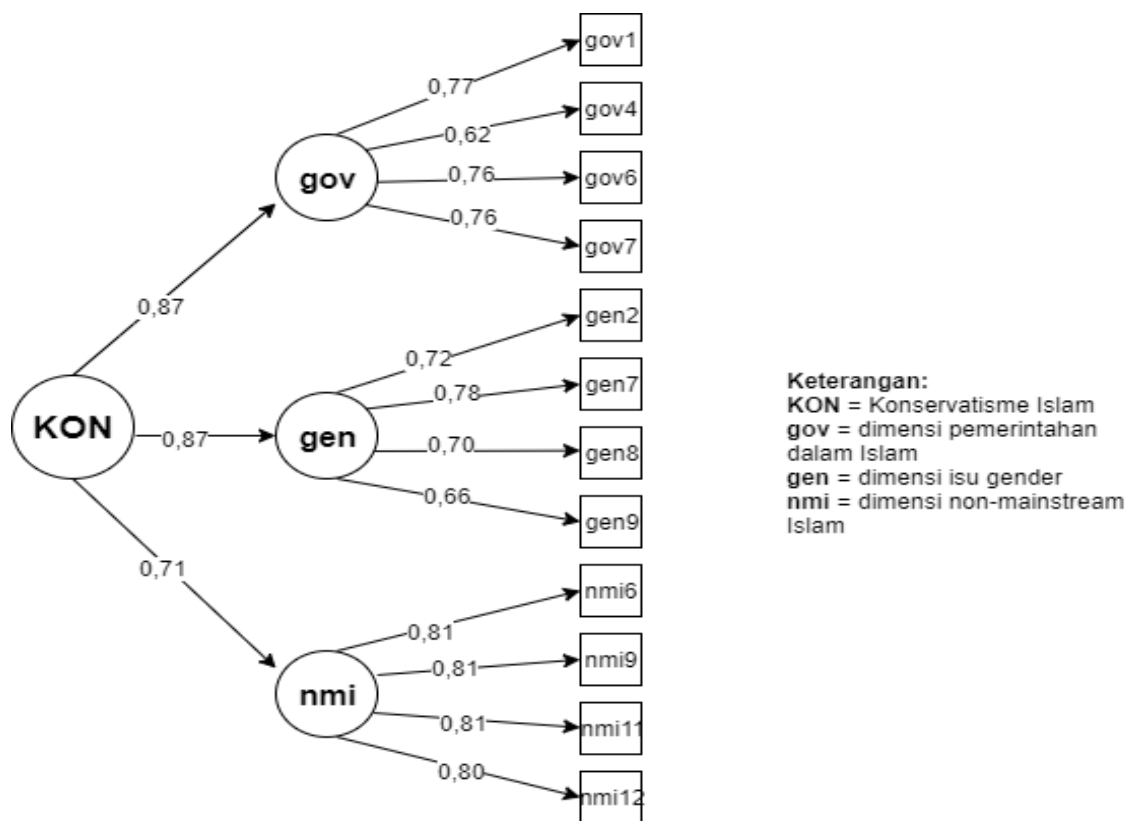 gov1
0,77
gov4
0,62
gov
0,76
gov6
0,76
gov7
0,87
gen2
0,72
gen7
0,78
KON
0,87
gen
0,70
gen8
0,66
gen9
0,71
nmi6
0,81
nmi9
0,81
nmi
0,81
nmi11
0,80
nmi12
Keterangan:
KON = Konservatisme Islam
gov = dimensi pemerintahan
dalam Islam
gen = dimensi isu gender
nmi = dimensi non-mainstream
Islam